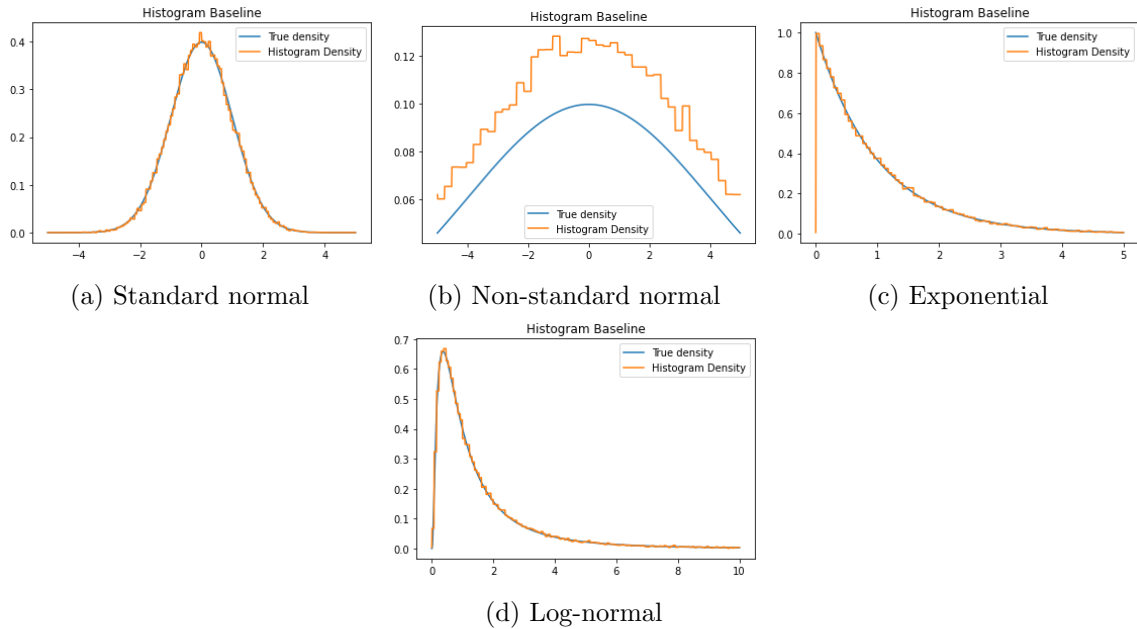 Histogram Baseline
True density
Histogram Density
0.4
0.3
0.2
0.1
0.0
−4 −2 0 2 4
(a) Standard normal
Histogram Baseline
0.12
0.10
0.08
0.06
True density
Histogram Density
−4 −2 0 2 4
(b) Non-standard normal
Histogram Baseline
True density
Histogram Density
1.0
0.8
0.6
0.4
0.2
0.0
0 1 2 3 4 5
(c) Exponential
Histogram Baseline
True density
Histogram Density
0.7
0.6
0.5
0.4
0.3
0.2
0.1
0.0
0 2 4 6 8 10
(d) Log-normal